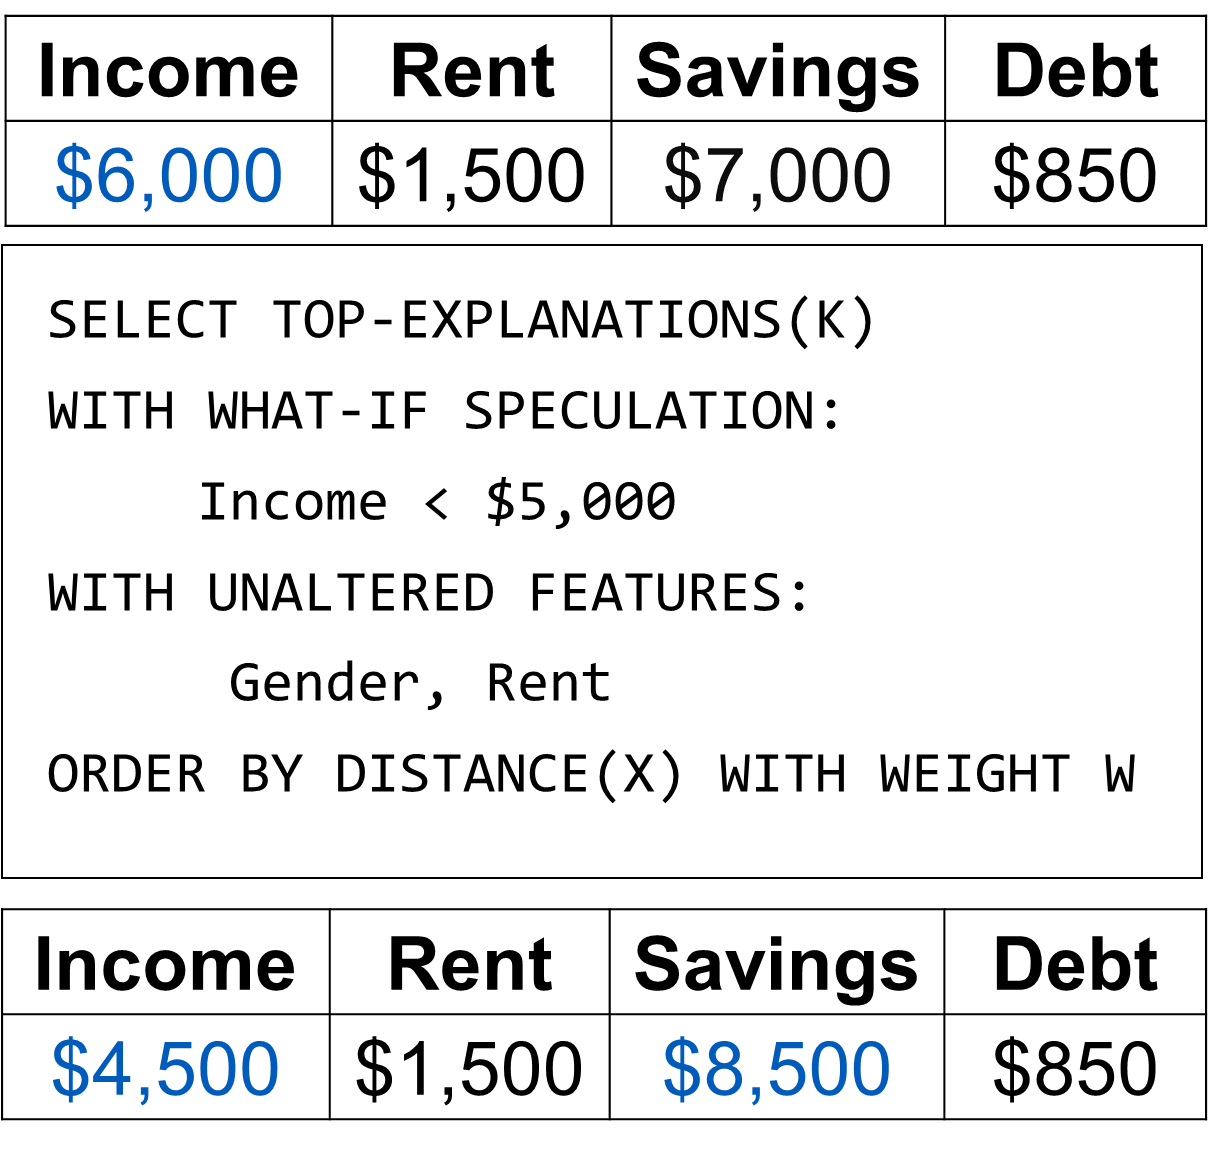 Income Rent Savings Debt
$6,000 $1,500 $7,000 $850
SELECT TOP-EXPLANATIONS(K)
WITH WHAT-IF SPECULATION:
Income < $5,000
WITH UNALTERED FEATURES:
Gender, Rent
ORDER BY DISTANCE(X) WITH WEIGHT W
Income Rent Savings Debt
$4,500 $1,500 $8,500 $850